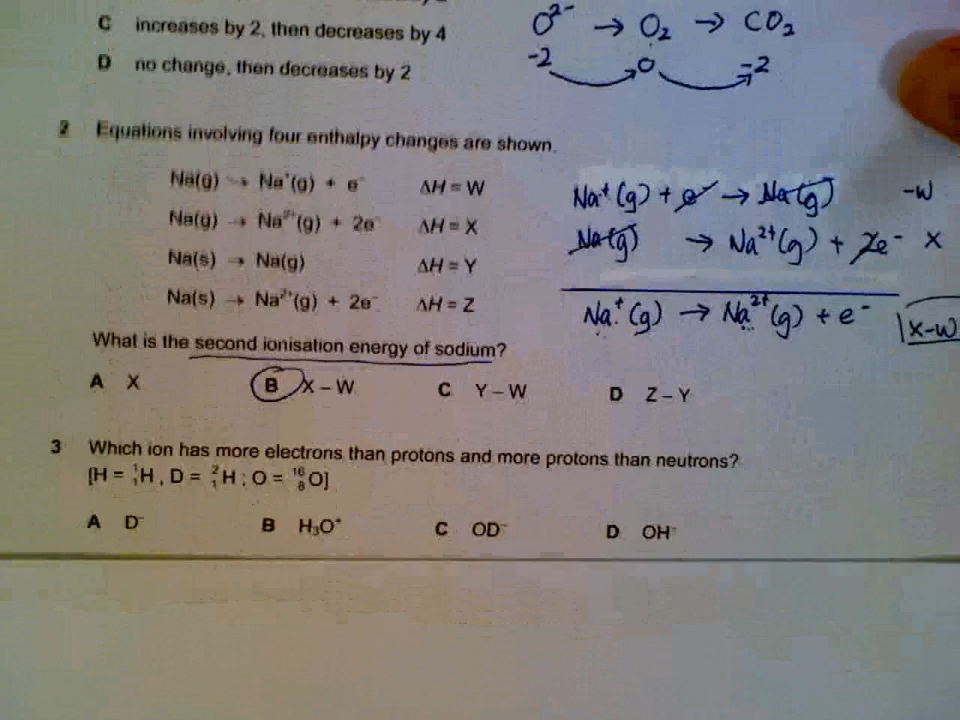 C increases by 2, then decreases by 4
O²⁻ → O₂ → CO₂
D no change, then decreases by 2
-2 0 -2
2 Equations involving four enthalpy changes are shown.
Na(g) → Na⁺(g) + e⁻ ΔH = W
Na⁺(g) + e⁻ → Na(g) -W
Na(g) → Na²⁺(g) + 2e⁻ ΔH = X
Na(g) → Na²⁺(g) + 2e⁻ X
Na(s) → Na(g) ΔH = Y
Na(s) → Na²⁺(g) + 2e⁻ ΔH = Z
Na⁺(g) → Na²⁺(g) + e⁻ X-W
What is the second ionisation energy of sodium?
A X B X – W C Y – W D Z – Y
3 Which ion has more electrons than protons and more protons than neutrons?
[H = ¹₁H, D = ²₁H; O = ¹⁶₈O]
A D⁻ B H₃O⁺ C OD⁻ D OH⁻